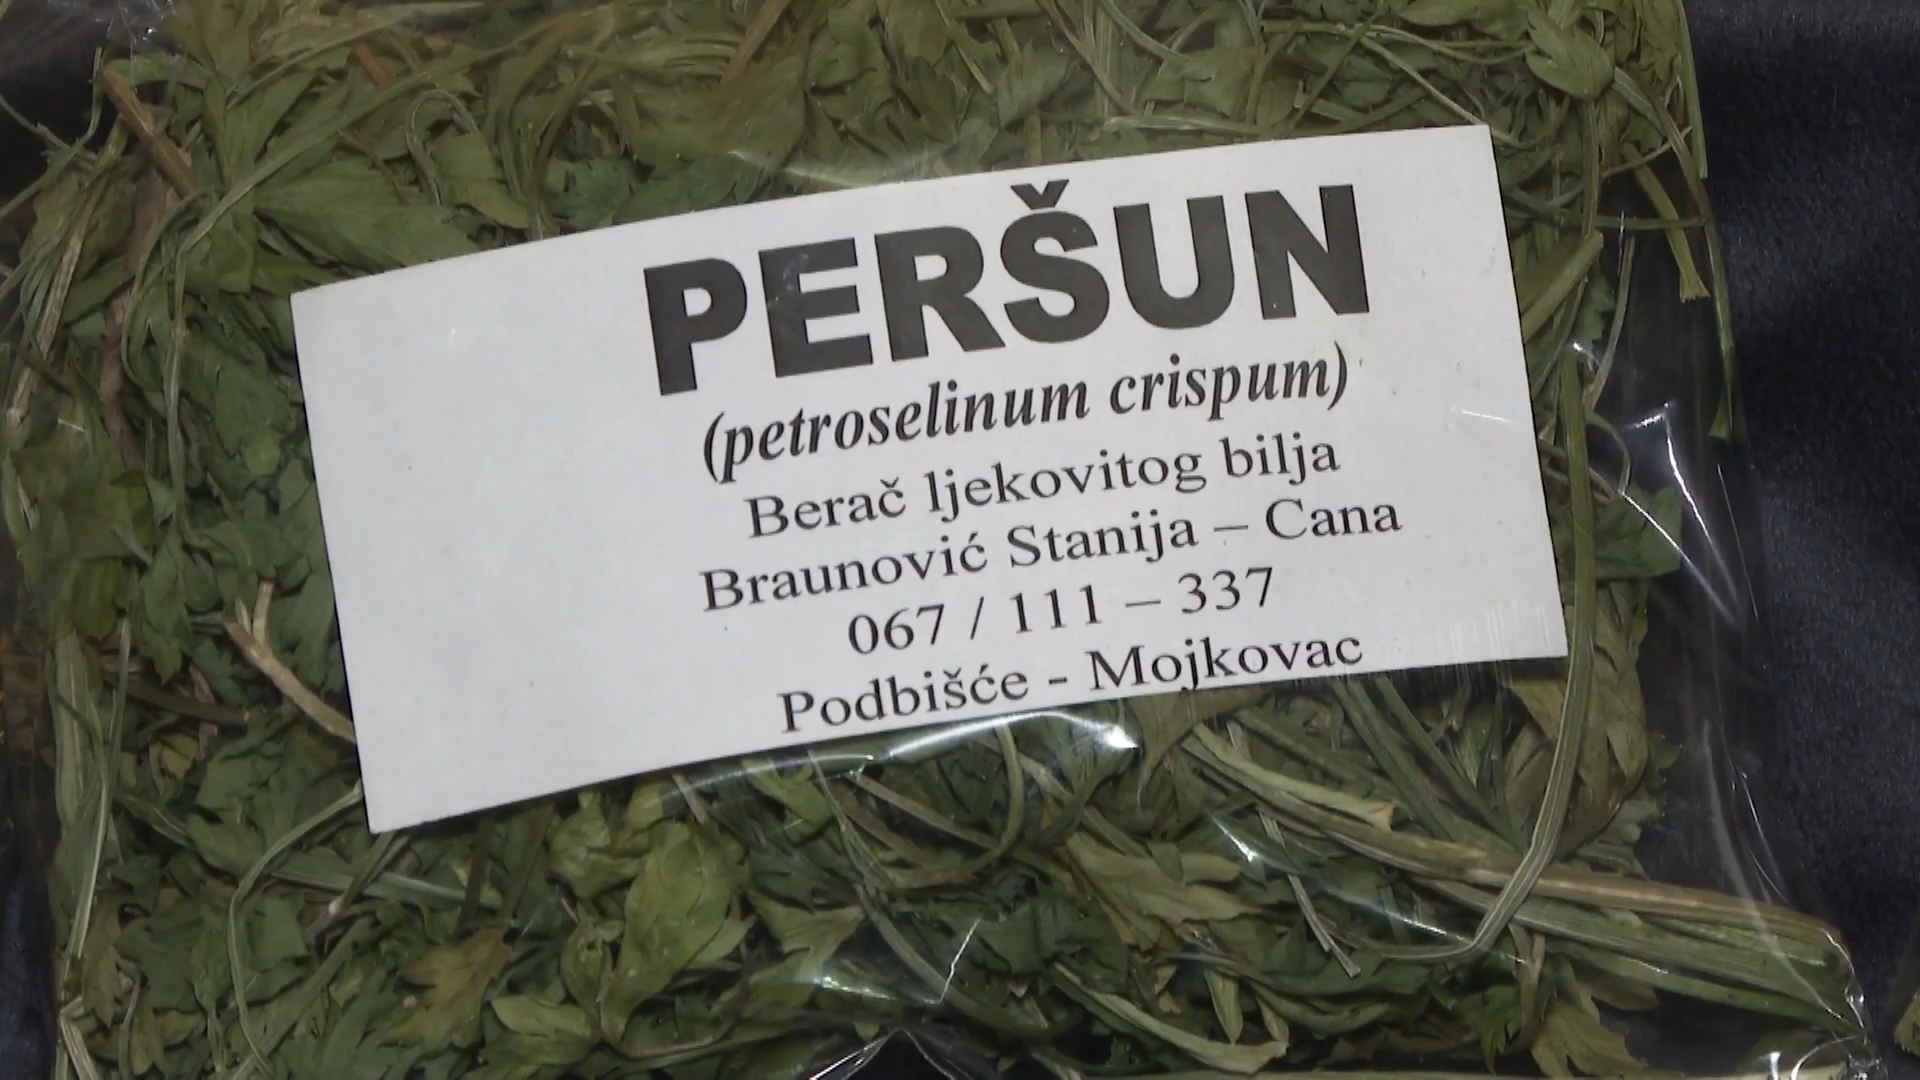 PERŠUN
(petroselinum crispum)
Berač ljekovitog bilja
Braunović Stanija – Cana
067 / 111 – 337
Podbišće - Mojkovac